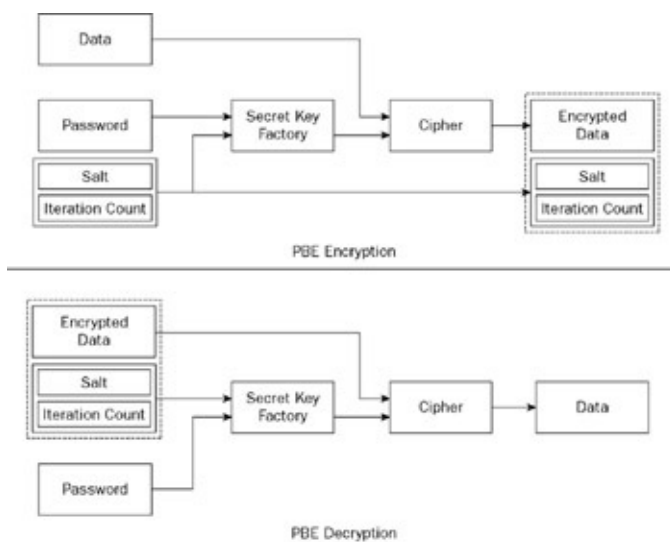 Data
Password
Secret Key
Factory
Cipher
Encrypted
Data
Salt
Iteration Count
Salt
Iteration Count
PBE Encryption
Encrypted
Data
Salt
Iteration Count
Secret Key
Factory
Cipher
Data
Password
PBE Decryption